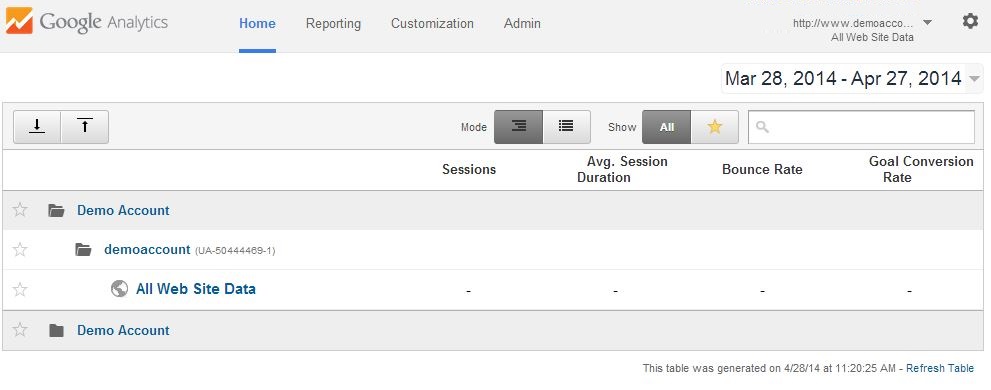 Google Analytics Home Reporting Customization Admin http://www.demoacco...
All Web Site Data
Mar 28, 2014 - Apr 27, 2014
Mode Show All
Sessions Avg. Session Duration Bounce Rate Goal Conversion Rate
Demo Account
demoaccount (UA-50444469-1)
All Web Site Data - - - -
Demo Account
This table was generated on 4/28/14 at 11:20:25 AM - Refresh Table